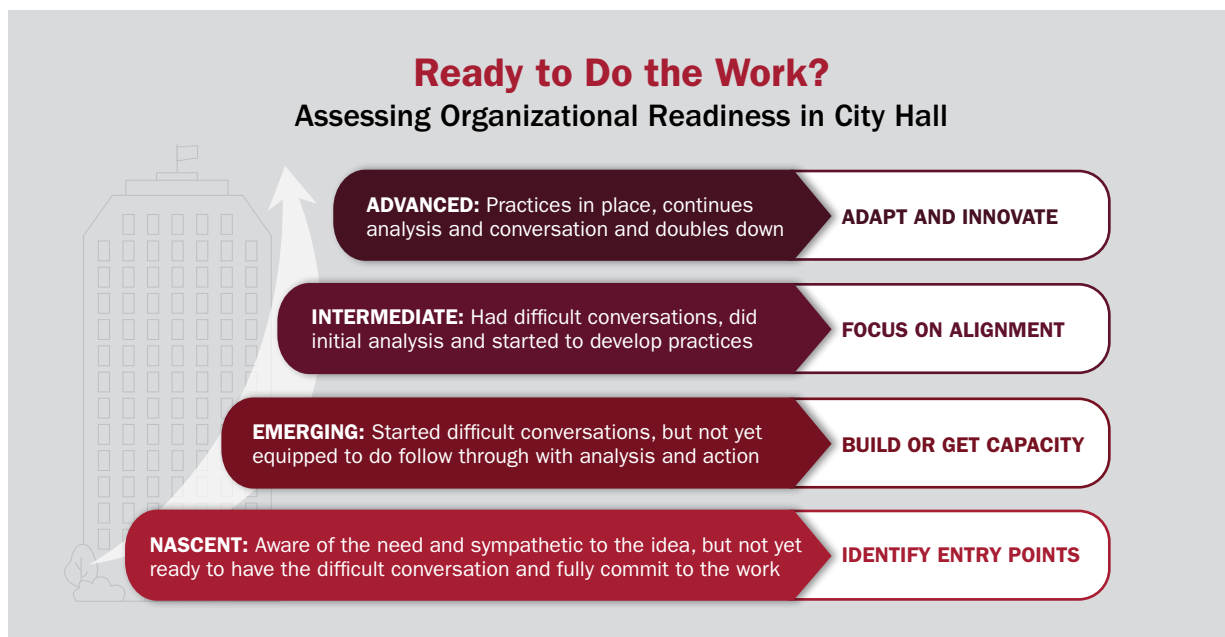 Ready to Do the Work?
Assessing Organizational Readiness in City Hall
ADVANCED: Practices in place, continues
analysis and conversation and doubles down
ADAPT AND INNOVATE
INTERMEDIATE: Had difficult conversations, did
initial analysis and started to develop practices
FOCUS ON ALIGNMENT
EMERGING: Started difficult conversations, but not yet
equipped to do follow through with analysis and action
BUILD OR GET CAPACITY
NASCENT: Aware of the need and sympathetic to the idea, but not yet
ready to have the difficult conversation and fully commit to the work
IDENTIFY ENTRY POINTS